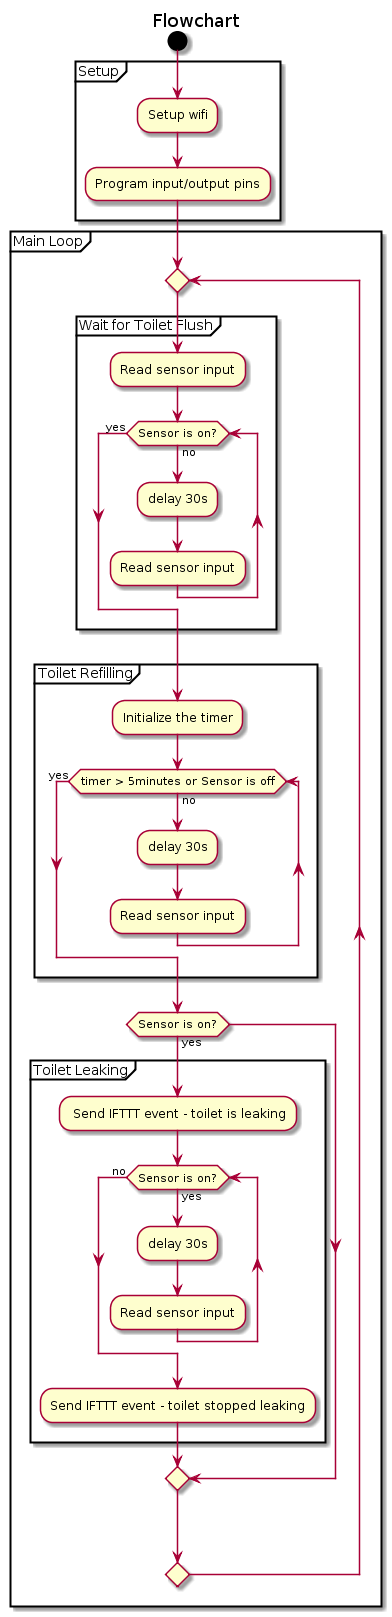 Flowchart
Setup
Setup wifi
Program input/output pins
Main Loop
Wait for Toilet Flush
Read sensor input
yes
Sensor is on?
no
delay 30s
Read sensor input
Toilet Refilling
Initialize the timer
yes
timer > 5minutes or Sensor is off
no
delay 30s
Read sensor input
Sensor is on?
yes
Toilet Leaking
Send IFTTT event - toilet is leaking
no
Sensor is on?
yes
delay 30s
Read sensor input
Send IFTTT event - toilet stopped leaking